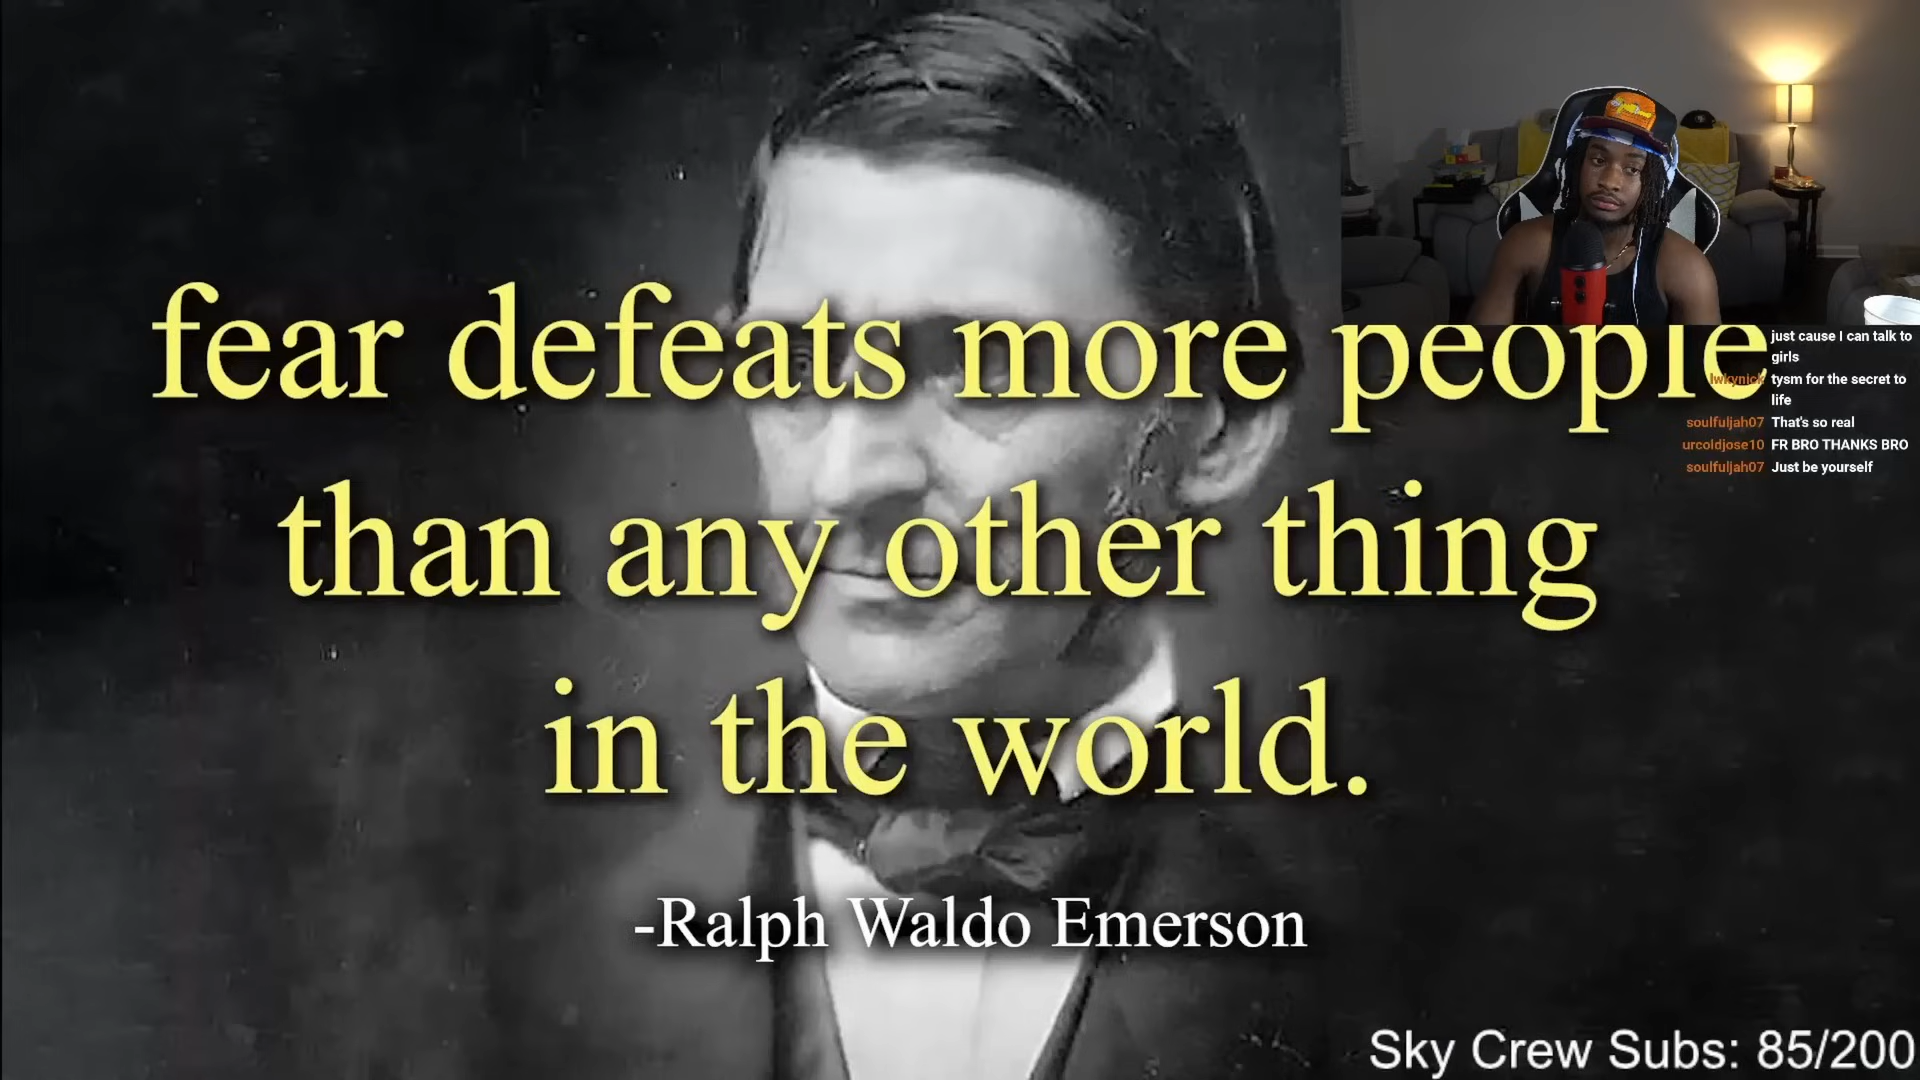 fear defeats more people
than any other thing
in the world.
-Ralph Waldo Emerson
just cause I can talk to
girls
lwkynick tysm for the secret to
life
soulfuljah07 That's so real
urcoldjose10 FR BRO THANKS BRO
soulfuljah07 Just be yourself
Sky Crew Subs: 85/200